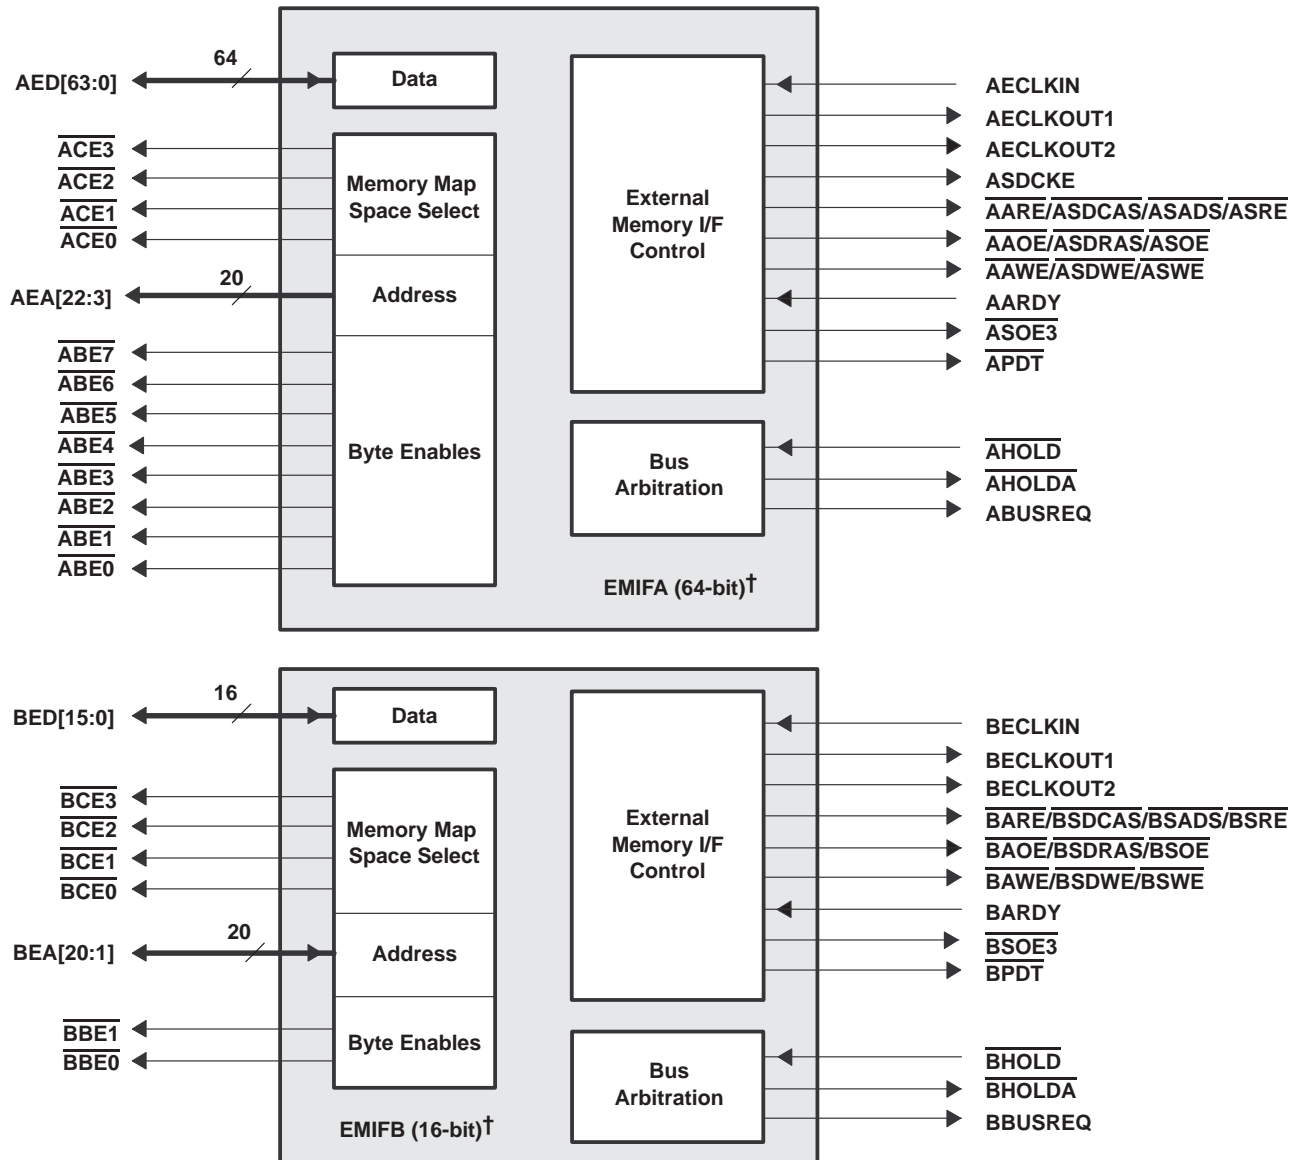 64
AED[63:0]
Data
ACE3
ACE2
ACE1
ACE0
Memory Map
Space Select
20
AEA[22:3]
Address
ABE7
ABE6
ABE5
ABE4
ABE3
ABE2
ABE1
ABE0
Byte Enables
External
Memory I/F
Control
AECLKIN
AECLKOUT1
AECLKOUT2
ASDCKE
AARE/ASDCAS/ASADS/ASRE
AAOE/ASDRAS/ASOE
AAWE/ASDWE/ASWE
AARDY
ASOE3
APDT
Bus
Arbitration
AHOLD
AHOLDA
ABUSREQ
EMIFA (64-bit)†
16
BED[15:0]
Data
BCE3
BCE2
BCE1
BCE0
Memory Map
Space Select
20
BEA[20:1]
Address
BBE1
BBE0
Byte Enables
External
Memory I/F
Control
BECLKIN
BECLKOUT1
BECLKOUT2
BARE/BSDCAS/BSADS/BSRE
BAOE/BSDRAS/BSOE
BAWE/BSDWE/BSWE
BARDY
BSOE3
BPDT
Bus
Arbitration
BHOLD
BHOLDA
BBUSREQ
EMIFB (16-bit)†